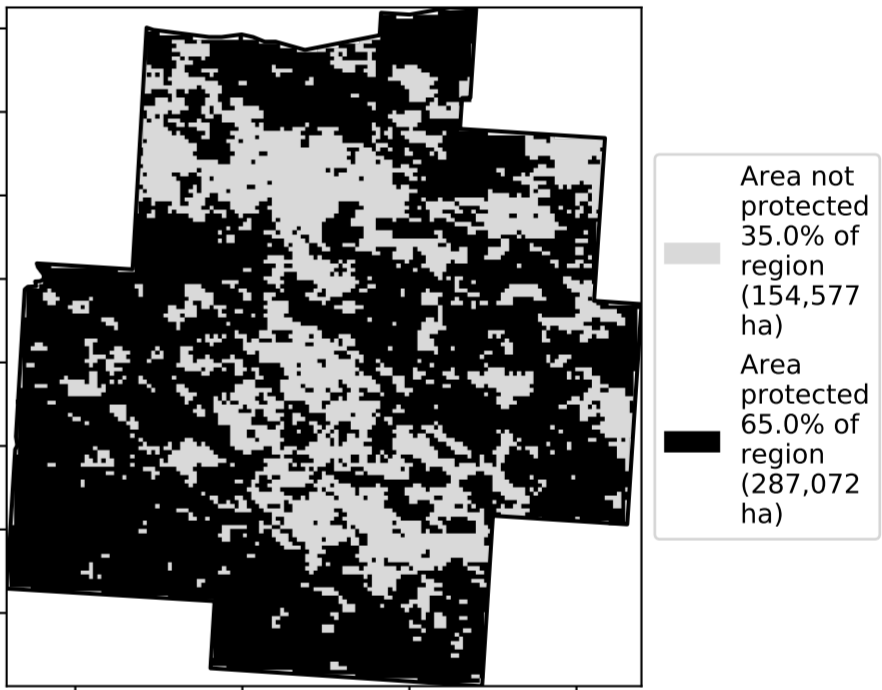 Area not
protected
35.0% of
region
(154,577
ha)
Area
protected
65.0% of
region
(287,072
ha)